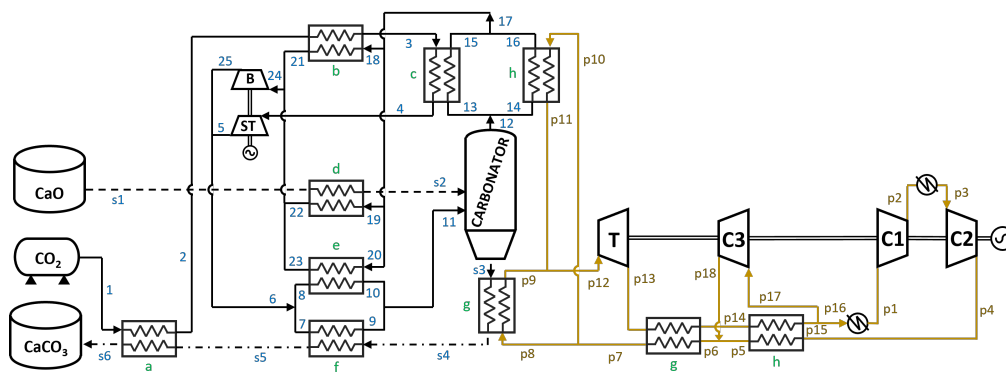 17
25
21
b
18
3
15
16
p10
B
24
c
h
ST
5
4
13
14
p11
12
CaO
s1
d
s2
22
19
CARBONATOR
11
p2
p3
T
C3
C1
C2
CO₂
1
2
e
20
23
8
10
6
7
9
s3
p9
p12
p13
p18
p17
p16
p1
p4
g
CaCO₃
s6
a
s5
f
s4
p8
p7
p14
p6
p5
p15
g
h